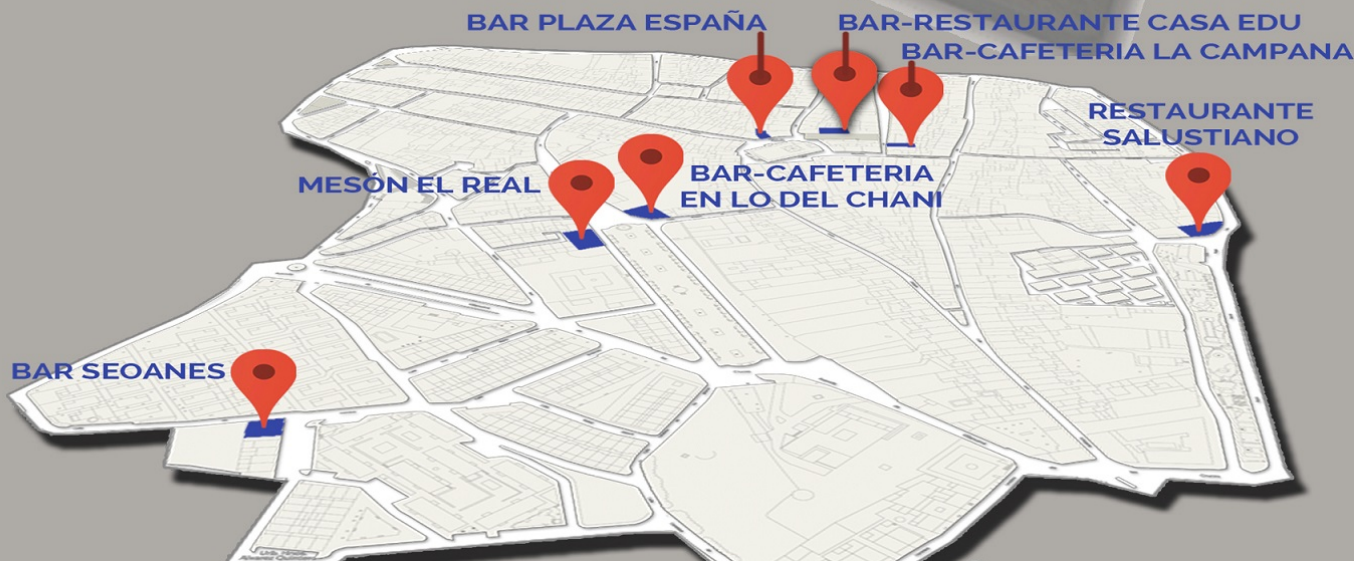 BAR PLAZA ESPAÑA
BAR-RESTAURANTE CASA EDU
BAR-CAFETERIA LA CAMPANA
RESTAURANTE
SALUSTIANO
BAR-CAFETERIA
EN LO DEL CHANI
MESÓN EL REAL
BAR SEOANES